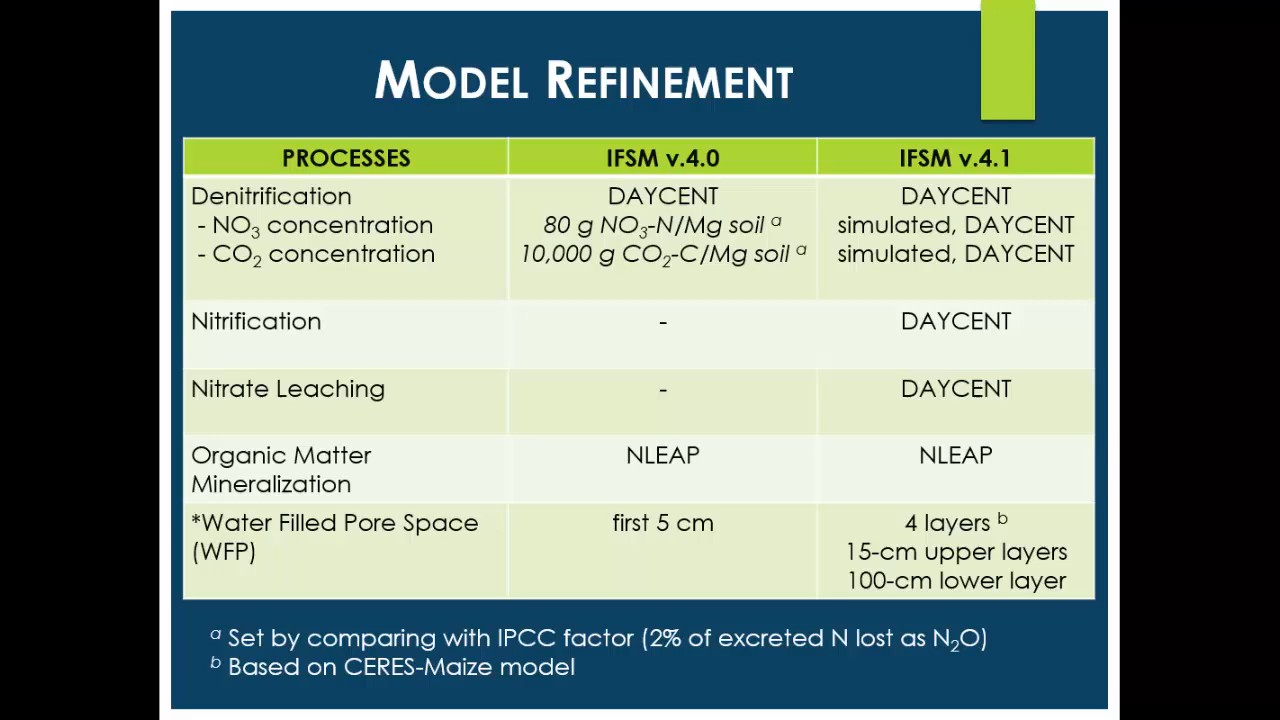 MODEL REFINEMENT
PROCESSES IFSM v.4.0 IFSM v.4.1
Denitrification DAYCENT DAYCENT
- NO₃ concentration 80 g NO₃-N/Mg soil ᵃ simulated, DAYCENT
- CO₂ concentration 10,000 g CO₂-C/Mg soil ᵃ simulated, DAYCENT
Nitrification - DAYCENT
Nitrate Leaching - DAYCENT
Organic Matter NLEAP NLEAP
Mineralization
*Water Filled Pore Space first 5 cm 4 layers ᵇ
(WFP) 15-cm upper layers
100-cm lower layer
ᵃ Set by comparing with IPCC factor (2% of excreted N lost as N₂O)
ᵇ Based on CERES-Maize model